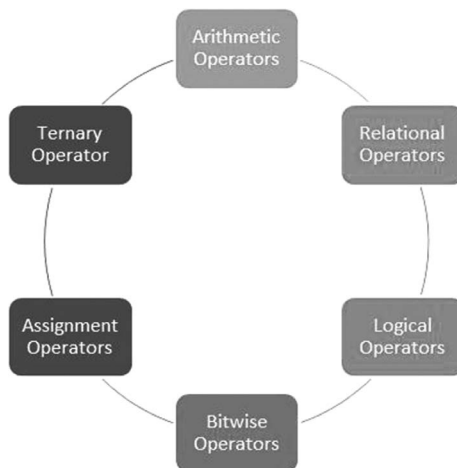 Arithmetic
Operators
Relational
Operators
Logical
Operators
Bitwise
Operators
Assignment
Operators
Ternary
Operator